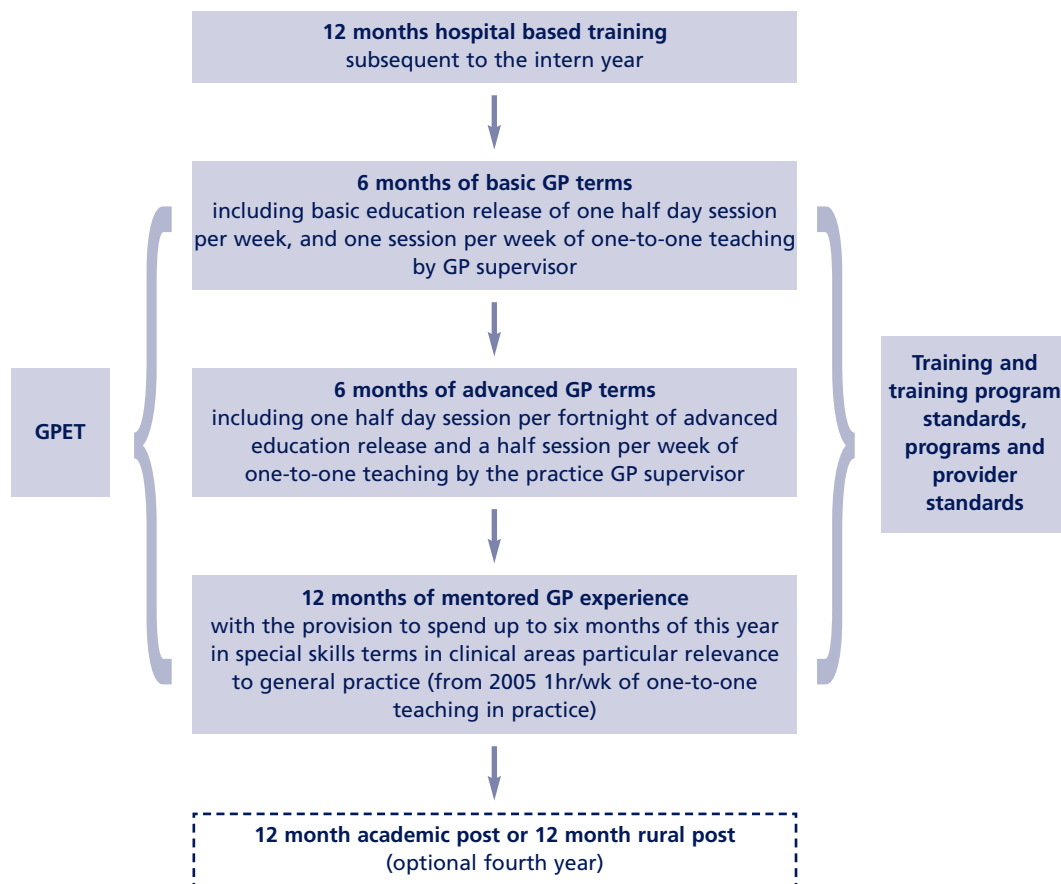 12 months hospital based training
subsequent to the intern year
6 months of basic GP terms
including basic education release of one half day session
per week, and one session per week of one-to-one teaching
by GP supervisor
6 months of advanced GP terms
including one half day session per fortnight of advanced
education release and a half session per week of
one-to-one teaching by the practice GP supervisor
GPET
Training and
training program
standards,
programs and
provider
standards
12 months of mentored GP experience
with the provision to spend up to six months of this year
in special skills terms in clinical areas particular relevance
to general practice (from 2005 1hr/wk of one-to-one
teaching in practice)
12 month academic post or 12 month rural post
(optional fourth year)